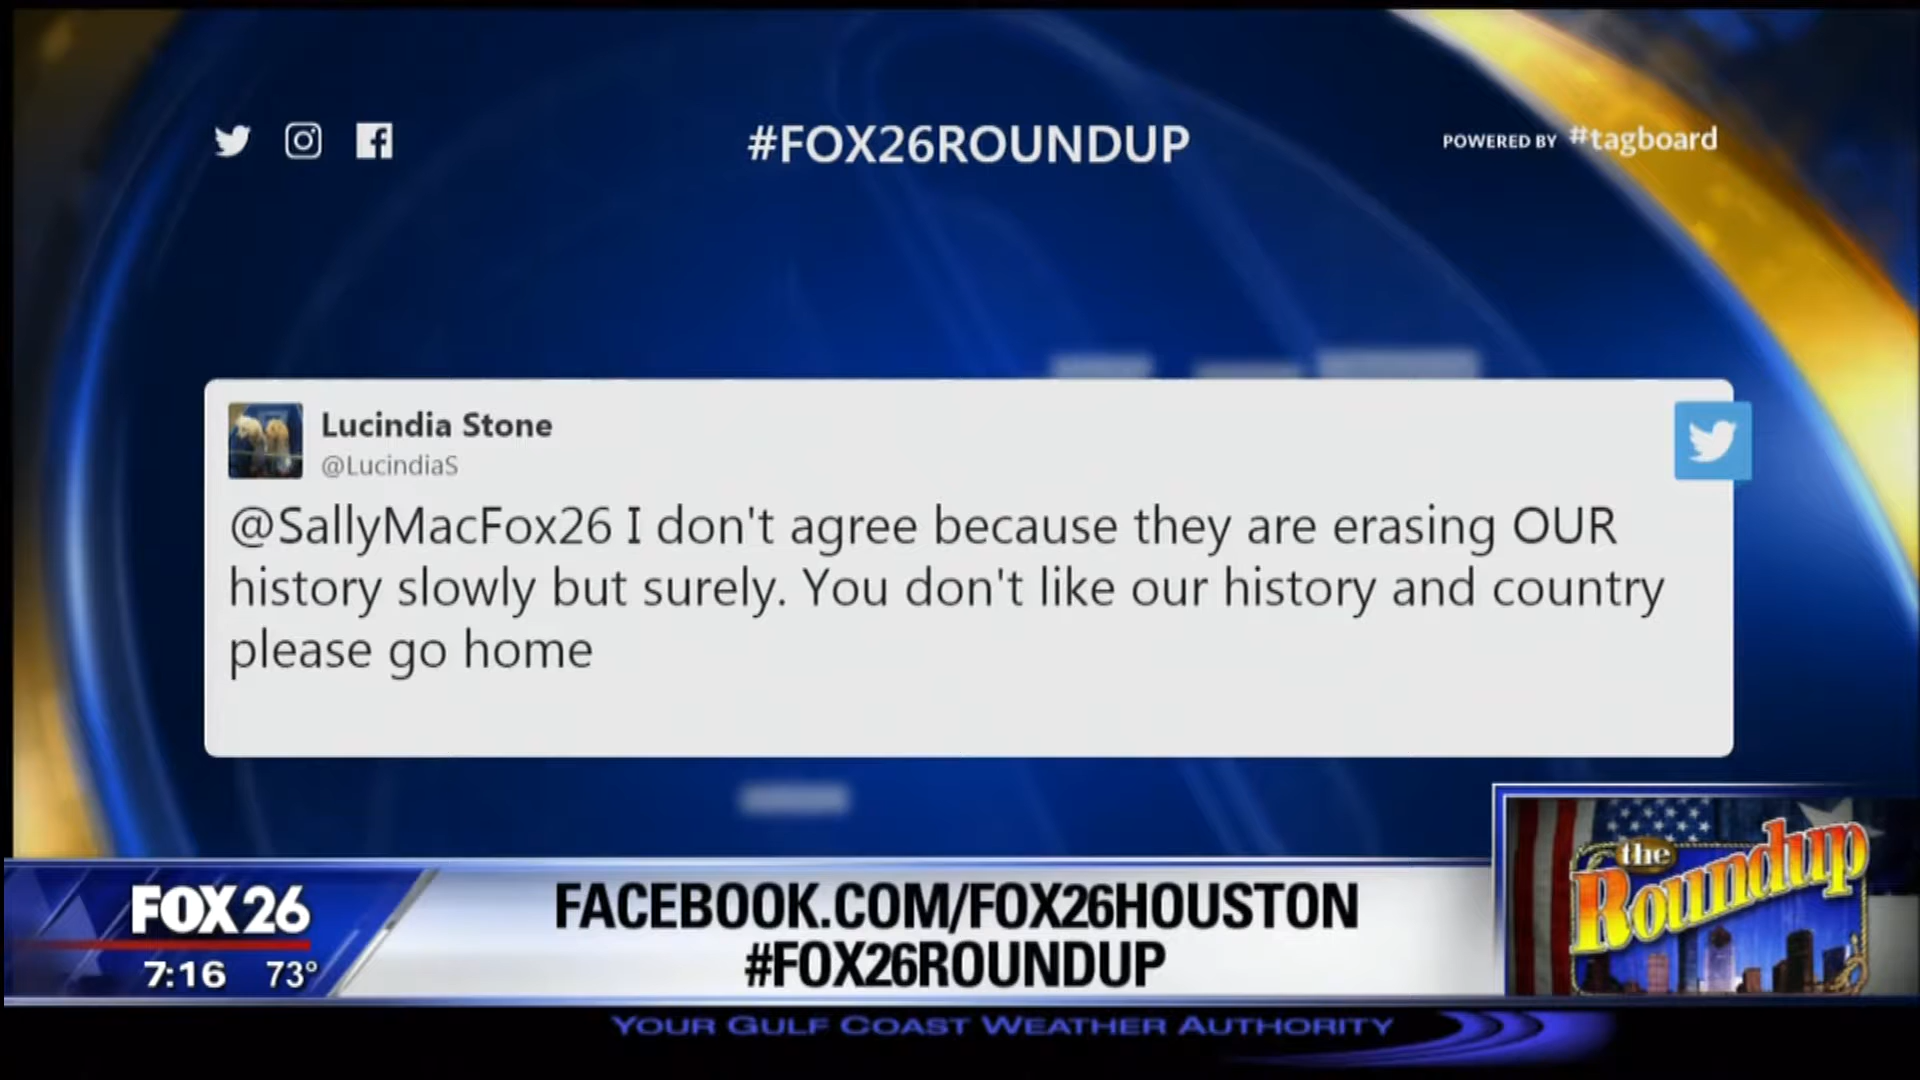 #FOX26ROUNDUP
POWERED BY #tagboard
Lucindia Stone
@LucindiaS
@SallyMacFox26 I don't agree because they are erasing OUR
history slowly but surely. You don't like our history and country
please go home
the
Roundup
FOX 26
7:16 73°
FACEBOOK.COM/FOX26HOUSTON
#FOX26ROUNDUP
YOUR GULF COAST WEATHER AUTHORITY